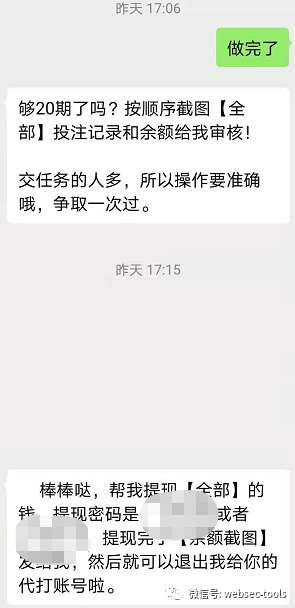 昨天 17:06
做完了
够20期了吗？按顺序截图【全
部】投注记录和余额给我审核！
交任务的人多，所以操作要准确
哦，争取一次过。
昨天 17:15
棒棒哒，帮我提现【全部】的
钱，提现密码是 或者
提现完了【余额截图】
发给我，然后就可以退出我给你的
代打账号啦。
微信号: websec-tools